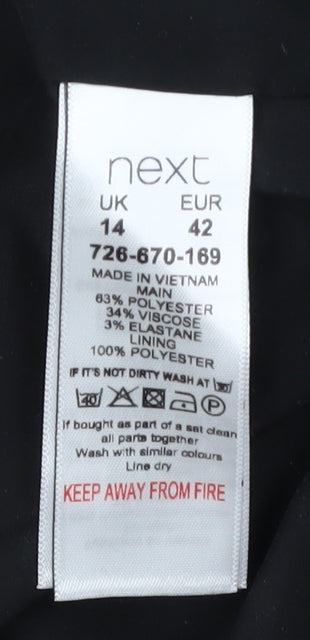 next
UK EUR
14 42
726-670-169
MADE IN VIETNAM
MAIN
63% POLYESTER
34% VISCOSE
3% ELASTANE
LINING
100% POLYESTER
IF IT'S NOT DIRTY WASH AT
40 P
If bought as part of a set clean
all parts together
Wash with similar colours
Line dry
KEEP AWAY FROM FIRE